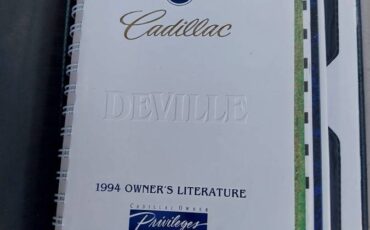 Cadillac
DEVILLE
1994 OWNER'S LITERATURE
CADILLAC OWNER
Privileges